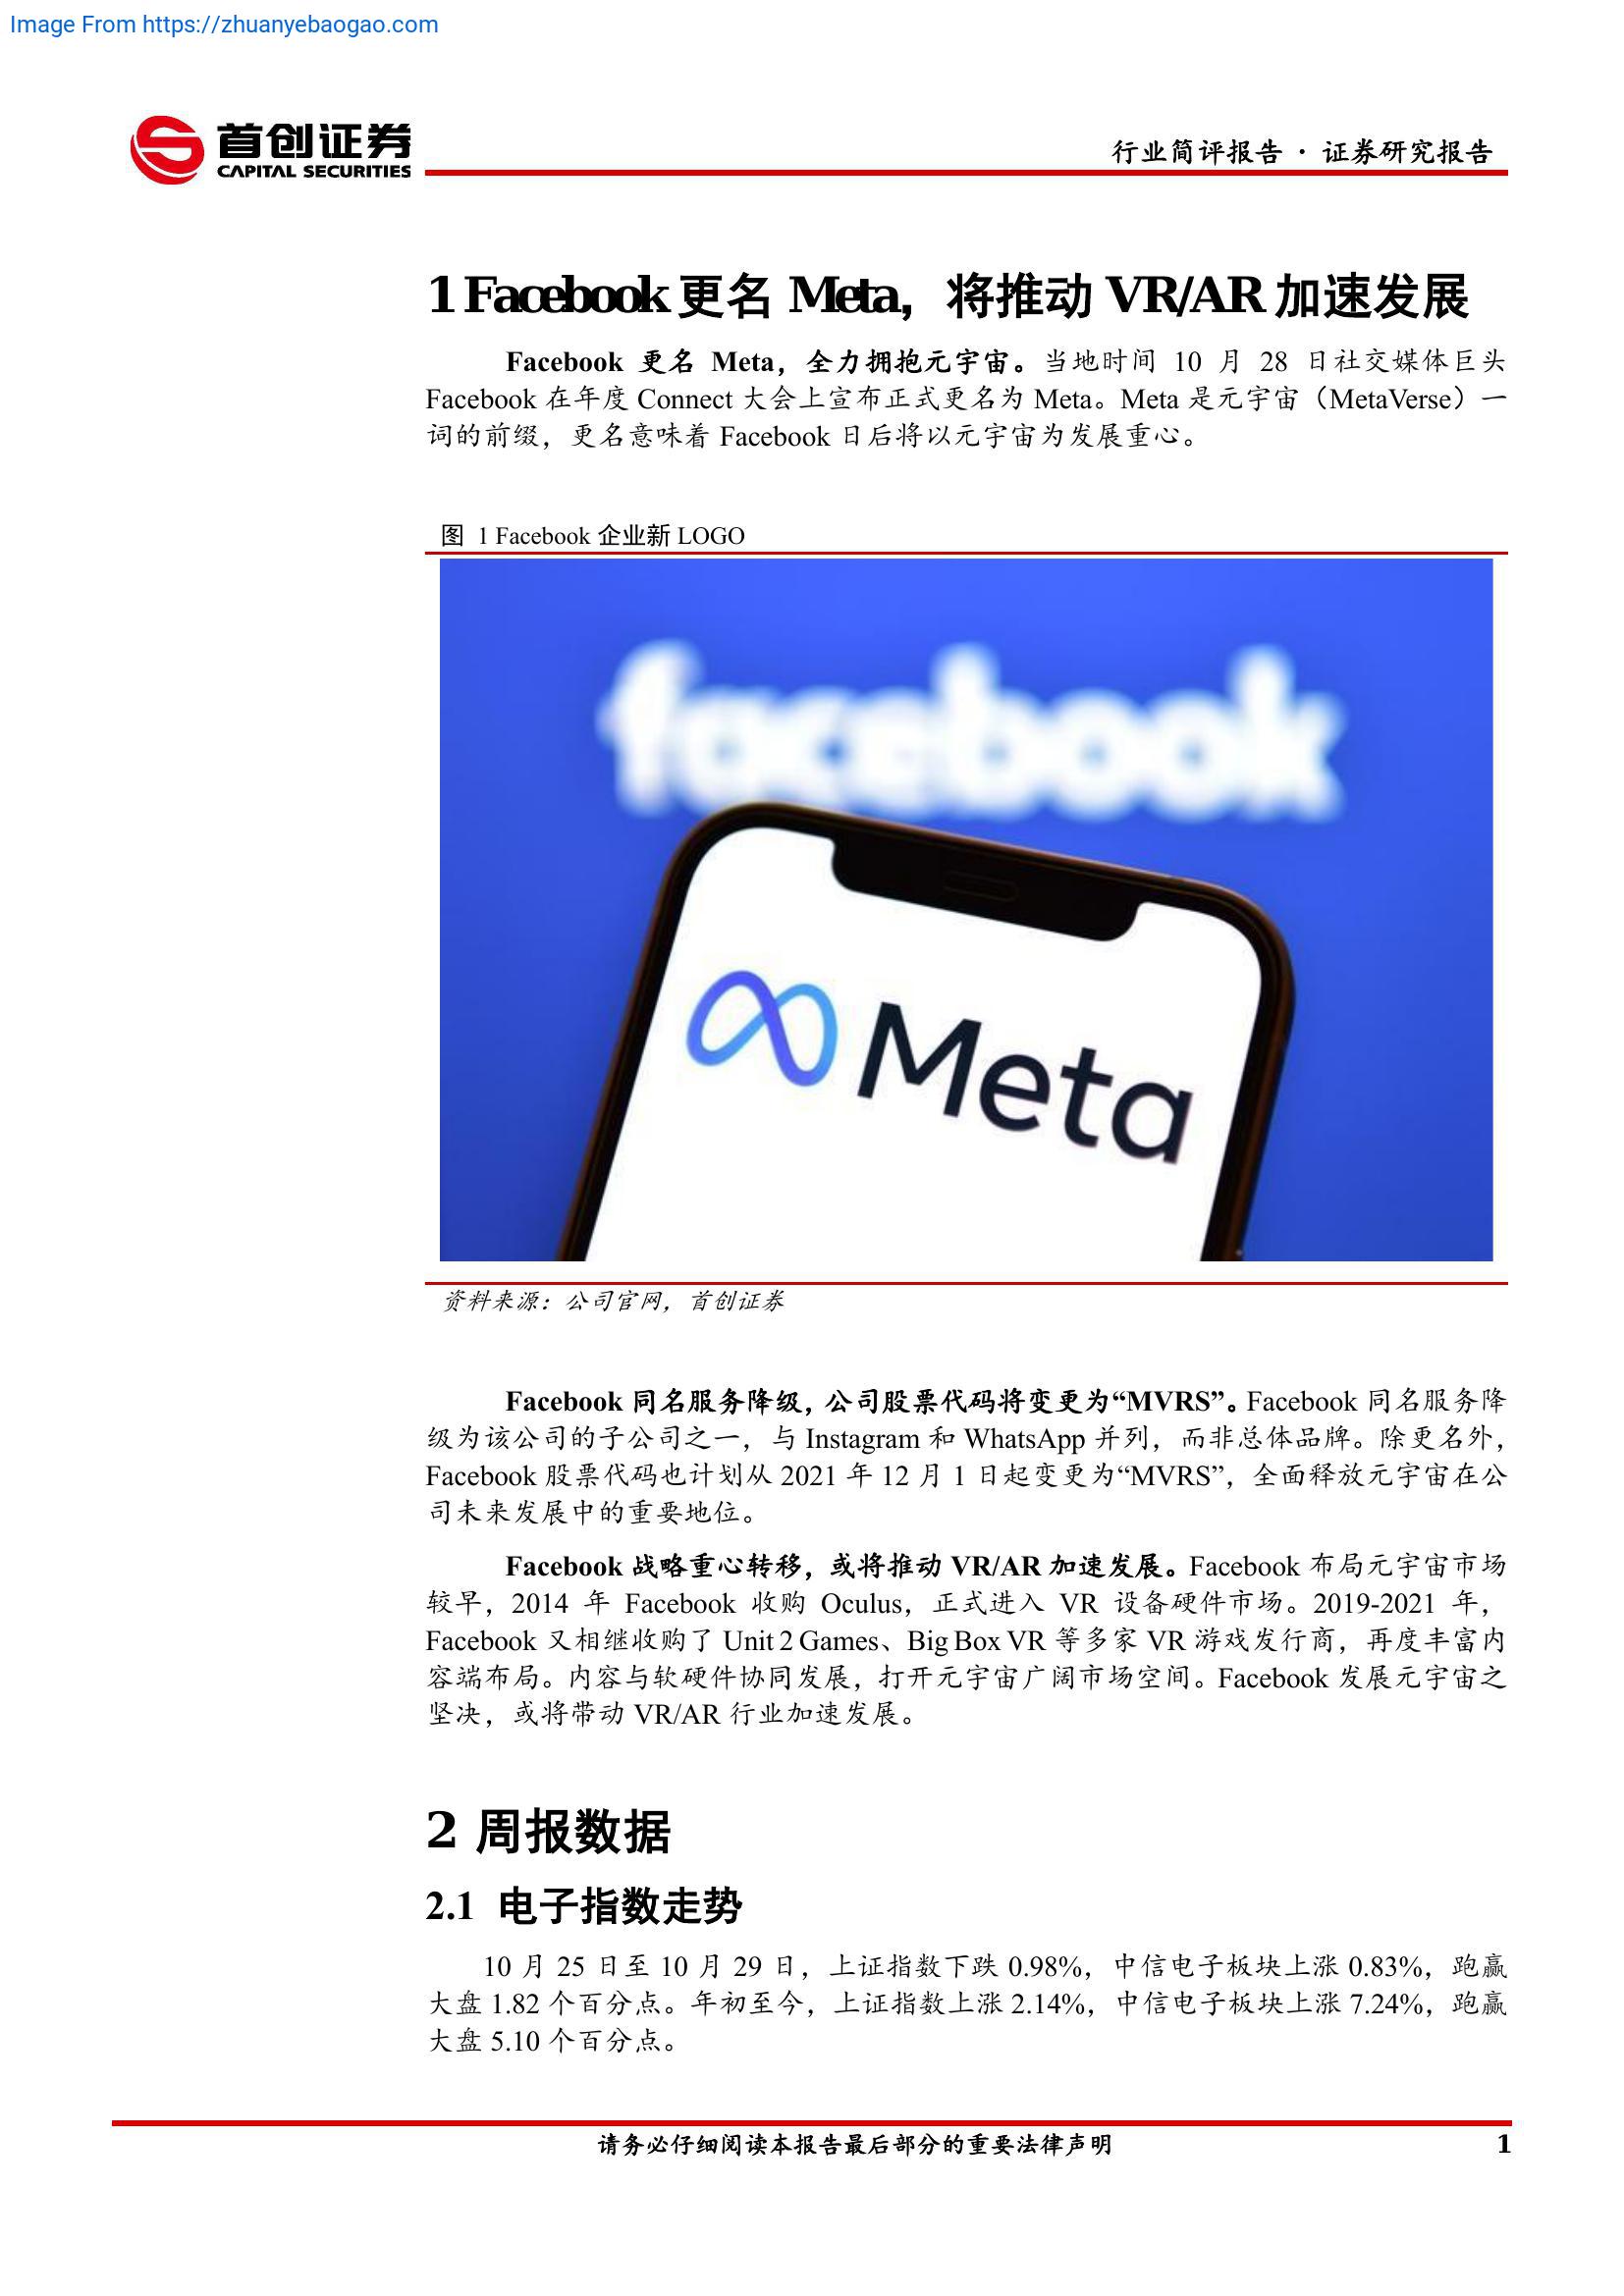 Image From https://zhuanyebaogao.com
首创证券
CAPITAL SECURITIES
行业简评报告 · 证券研究报告
1 Facebook 更名 Meta，将推动 VR/AR 加速发展
Facebook 更名 Meta，全力拥抱元宇宙。当地时间 10 月 28 日社交媒体巨头
Facebook 在年度 Connect 大会上宣布正式更名为 Meta。Meta 是元宇宙（MetaVerse）一
词的前缀，更名意味着 Facebook 日后将以元宇宙为发展重心。
图 1 Facebook 企业新 LOGO
facebook
Meta
资料来源：公司官网，首创证券
Facebook 同名服务降级，公司股票代码将变更为“MVRS”。Facebook 同名服务降
级为该公司的子公司之一，与 Instagram 和 WhatsApp 并列，而非总体品牌。除更名外，
Facebook 股票代码也计划从 2021 年 12 月 1 日起变更为“MVRS”，全面释放元宇宙在公
司未来发展中的重要地位。
Facebook 战略重心转移，或将推动 VR/AR 加速发展。Facebook 布局元宇宙市场
较早，2014 年 Facebook 收购 Oculus，正式进入 VR 设备硬件市场。2019-2021 年，
Facebook 又相继收购了 Unit 2 Games、Big Box VR 等多家 VR 游戏发行商，再度丰富内
容端布局。内容与软硬件协同发展，打开元宇宙广阔市场空间。Facebook 发展元宇宙之
坚决，或将带动 VR/AR 行业加速发展。
2 周报数据
2.1 电子指数走势
10 月 25 日至 10 月 29 日，上证指数下跌 0.98%，中信电子板块上涨 0.83%，跑赢
大盘 1.82 个百分点。年初至今，上证指数上涨 2.14%，中信电子板块上涨 7.24%，跑赢
大盘 5.10 个百分点。
请务必仔细阅读本报告最后部分的重要法律声明
1